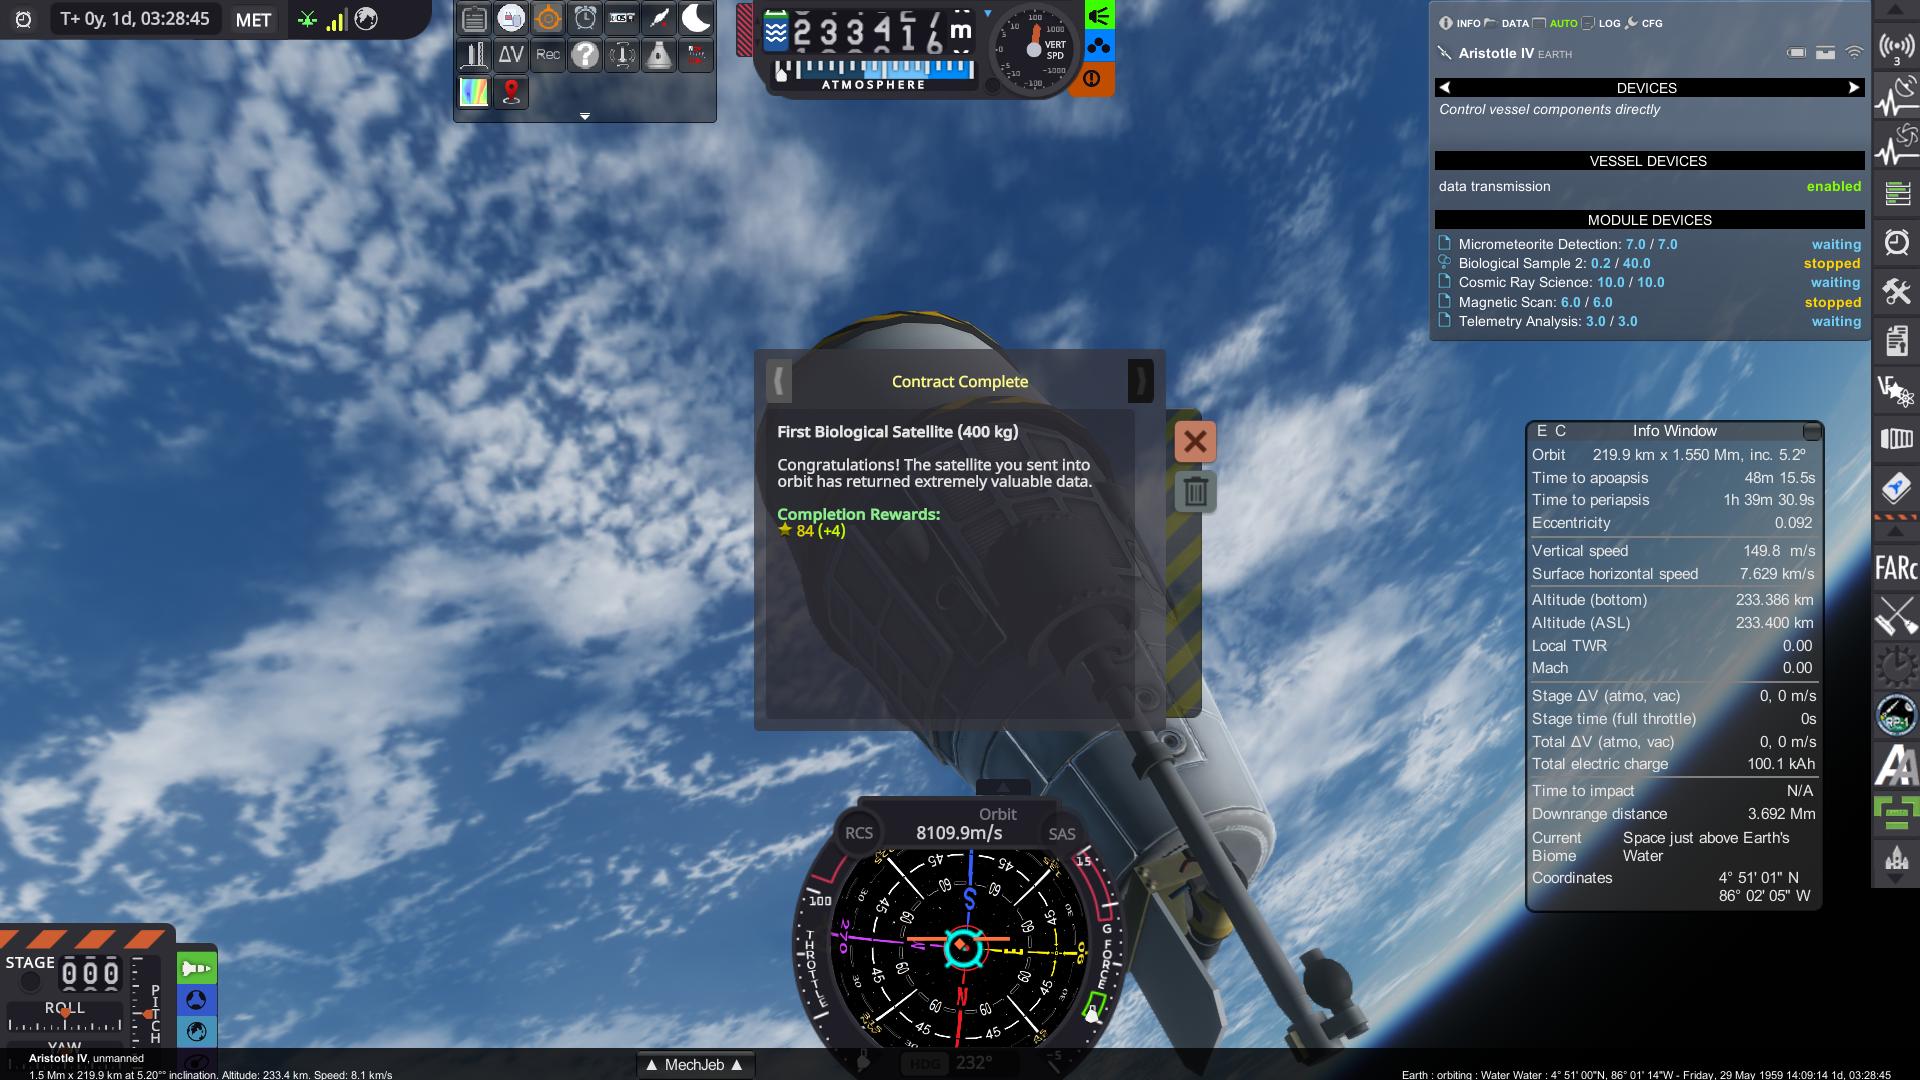 T+ 0y, 1d, 03:28:45 MET
ΔV Rec
233416 m
ATMOSPHERE
VERT SPD
100
1000
-1000
-100
INFO DATA AUTO LOG CFG
3
Aristotle IV EARTH
DEVICES
Control vessel components directly
VESSEL DEVICES
data transmission enabled
MODULE DEVICES
Micrometeorite Detection: 7.0 / 7.0 waiting
Biological Sample 2: 0.2 / 40.0 stopped
Cosmic Ray Science: 10.0 / 10.0 waiting
Magnetic Scan: 6.0 / 6.0 stopped
Telemetry Analysis: 3.0 / 3.0 waiting
Contract Complete
First Biological Satellite (400 kg)
Congratulations! The satellite you sent into
orbit has returned extremely valuable data.
Completion Rewards:
84 (+4)
E C Info Window
Orbit 219.9 km x 1.550 Mm, inc. 5.2º
Time to apoapsis 48m 15.5s
Time to periapsis 1h 39m 30.9s
Eccentricity 0.092
Vertical speed 149.8 m/s
Surface horizontal speed 7.629 km/s
Altitude (bottom) 233.386 km
Altitude (ASL) 233.400 km
Local TWR 0.00
Mach 0.00
Stage ΔV (atmo, vac) 0, 0 m/s
Stage time (full throttle) 0s
Total ΔV (atmo, vac) 0, 0 m/s
Total electric charge 100.1 kAh
Time to impact N/A
Downrange distance 3.692 Mm
Current Biome Space just above Earth's Water
Coordinates 4° 51' 01" N
86° 02' 05" W
FARc
RCS Orbit SAS
8109.9m/s
100
15
THROTTLE
G FORCE
-5
S
W
E
N
270
HDG 232°
STAGE 000
ROLL
PITCH
YAW
Aristotle IV, unmanned
1.5 Mm x 219.9 km at 5.20°° inclination. Altitude: 233.4 km. Speed: 8.1 km/s
▲ MechJeb ▲
Earth : orbiting : Water Water : 4° 51' 00"N, 86° 01' 14"W - Friday, 29 May 1959 14:09:14 1d, 03:28:45